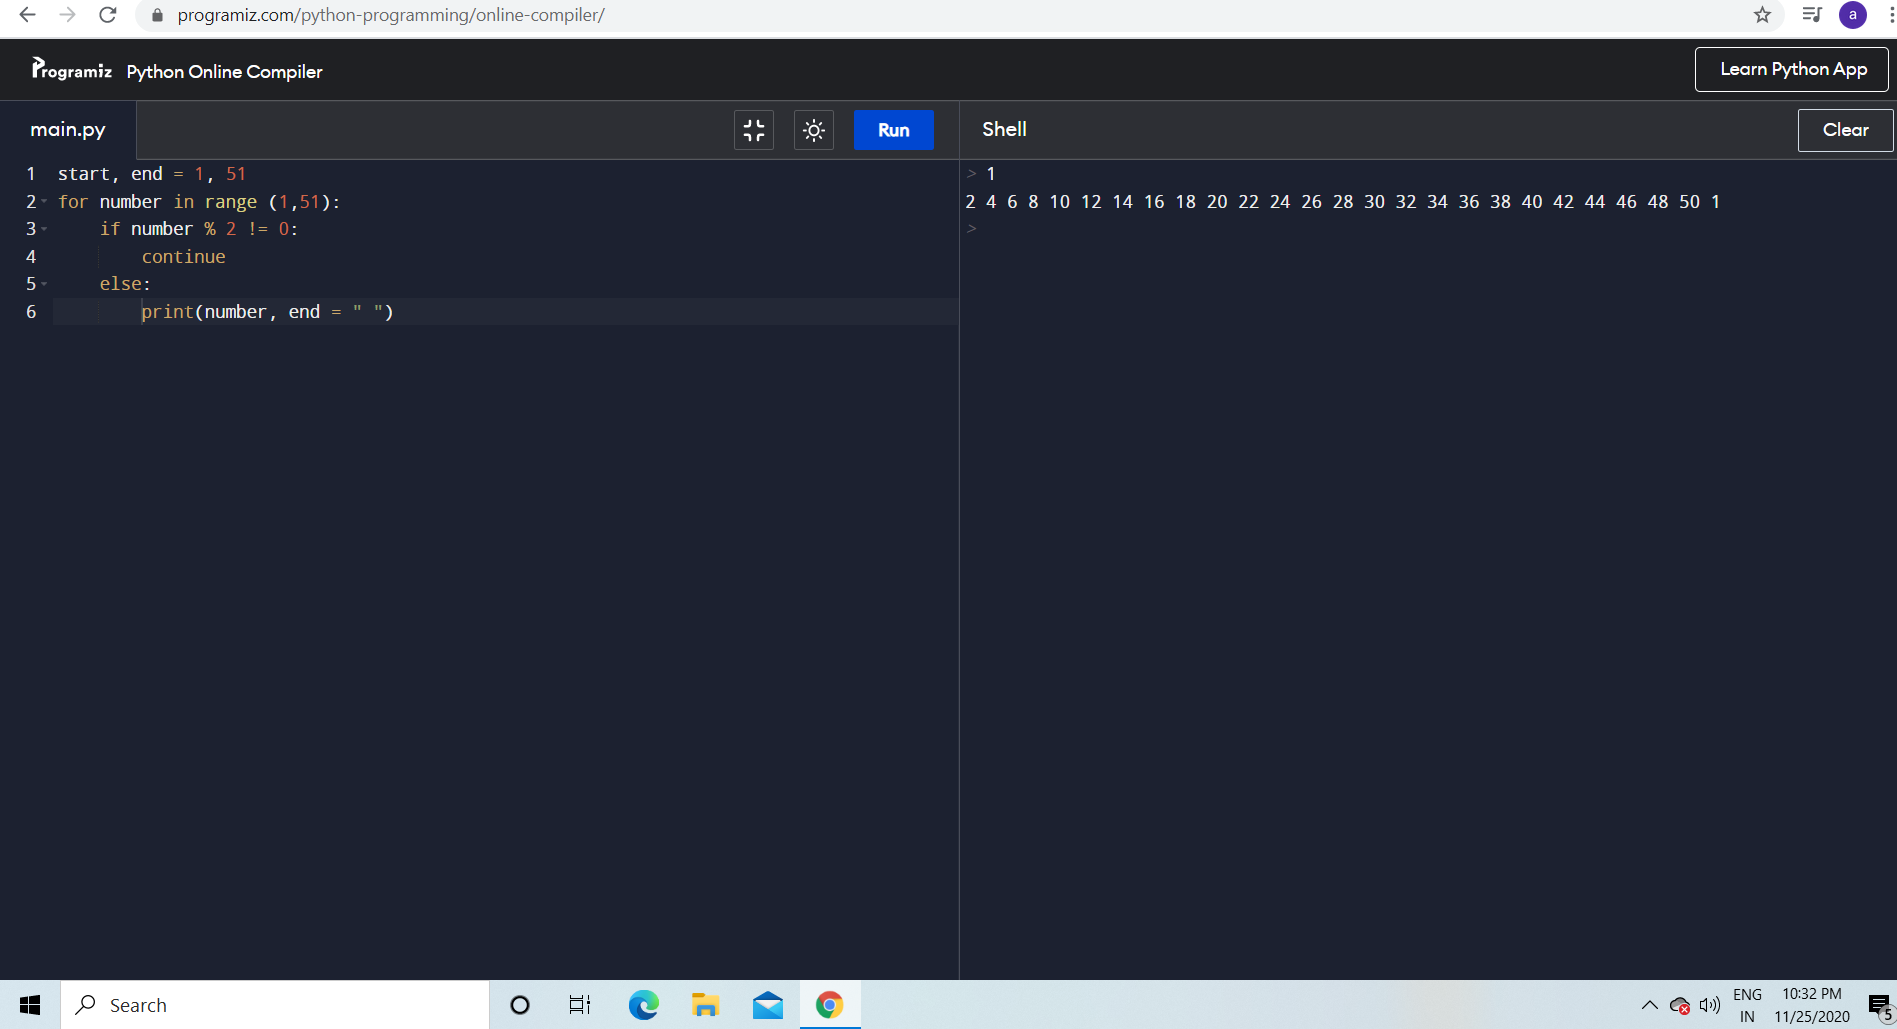 programiz.com/python-programming/online-compiler/
a
Programiz Python Online Compiler
Learn Python App
main.py
Run
Shell
Clear
1 start, end = 1, 51
2 for number in range (1,51):
3     if number % 2 != 0:
4         continue
5     else:
6         print(number, end = " ")
> 1
2 4 6 8 10 12 14 16 18 20 22 24 26 28 30 32 34 36 38 40 42 44 46 48 50 1
>
Search
ENG
IN
10:32 PM
11/25/2020
5